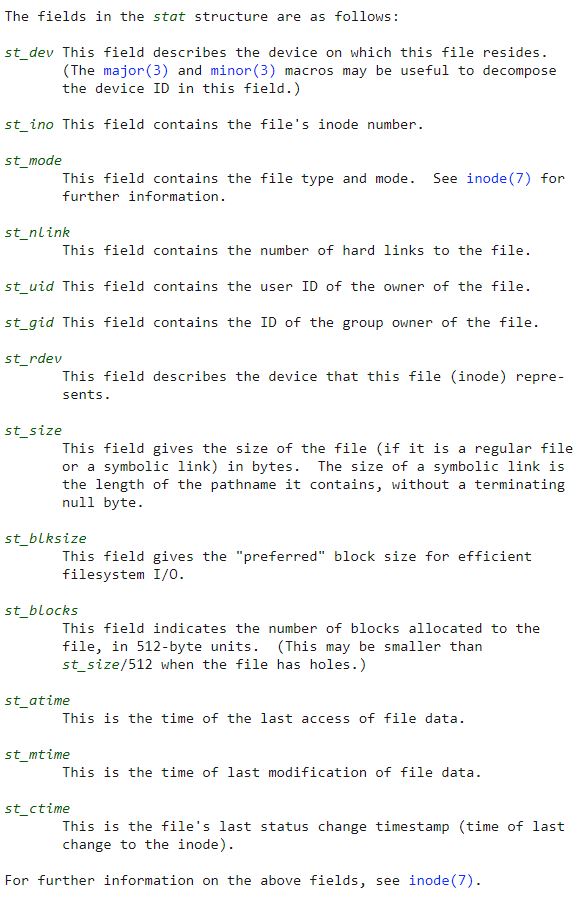 The fields in the stat structure are as follows:
st_dev This field describes the device on which this file resides.
(The major(3) and minor(3) macros may be useful to decompose
the device ID in this field.)
st_ino This field contains the file's inode number.
st_mode
This field contains the file type and mode.  See inode(7) for
further information.
st_nlink
This field contains the number of hard links to the file.
st_uid This field contains the user ID of the owner of the file.
st_gid This field contains the ID of the group owner of the file.
st_rdev
This field describes the device that this file (inode) repre-
sents.
st_size
This field gives the size of the file (if it is a regular file
or a symbolic link) in bytes.  The size of a symbolic link is
the length of the pathname it contains, without a terminating
null byte.
st_blksize
This field gives the "preferred" block size for efficient
filesystem I/O.
st_blocks
This field indicates the number of blocks allocated to the
file, in 512-byte units.  (This may be smaller than
st_size/512 when the file has holes.)
st_atime
This is the time of the last access of file data.
st_mtime
This is the time of last modification of file data.
st_ctime
This is the file's last status change timestamp (time of last
change to the inode).
For further information on the above fields, see inode(7).